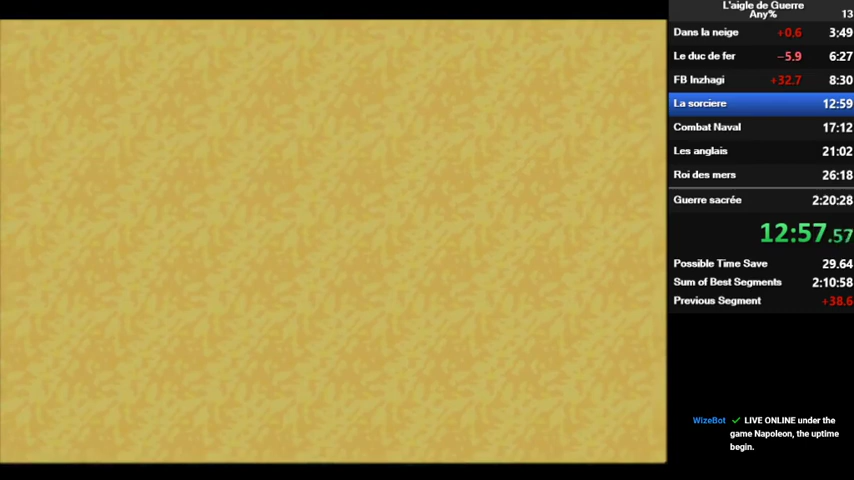 L'aigle de Guerre
Any% 13
Dans la neige +0.6 3:49
Le duc de fer −5.9 6:27
FB Inzhagi +32.7 8:30
La sorciere 12:59
Combat Naval 17:12
Les anglais 21:02
Roi des mers 26:18
Guerre sacrée 2:20:28
12:57.57
Possible Time Save 29.64
Sum of Best Segments 2:10:58
Previous Segment +38.6
WizeBot ✓ LIVE ONLINE under the
game Napoleon, the uptime
begin.